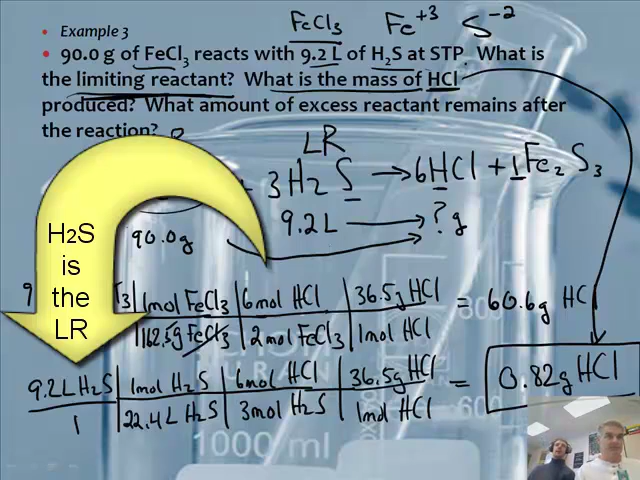 FeCl₃ Fe⁺³ S⁻²
• Example 3
• 90.0 g of FeCl₃ reacts with 9.2 L of H₂S at STP. What is
the limiting reactant? What is the mass of HCl
produced? What amount of excess reactant remains after
the reaction?
LR
+ 3H₂S → 6HCl + 1Fe₂S₃
90.0g 9.2L → ? g
H2S
is
the
LR
1mol FeCl₃ 6mol HCl 36.5g HCl = 60.6g HCl
162.5g FeCl₃ 2mol FeCl₃ 1mol HCl
9.2L H₂S 1mol H₂S 6mol HCl 36.5g HCl = 0.82g HCl
1 22.4L H₂S 3mol H₂S 1mol HCl
1000 ml
600